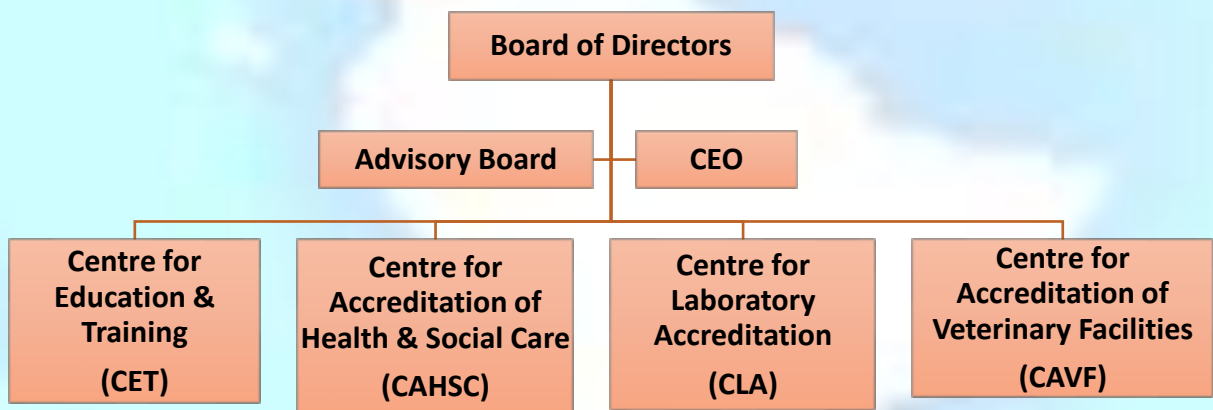 Board of Directors
Advisory Board
CEO
Centre for
Education &
Training
(CET)
Centre for
Accreditation of
Health & Social Care
(CAHSC)
Centre for
Laboratory
Accreditation
(CLA)
Centre for
Accreditation of
Veterinary Facilities
(CAVF)